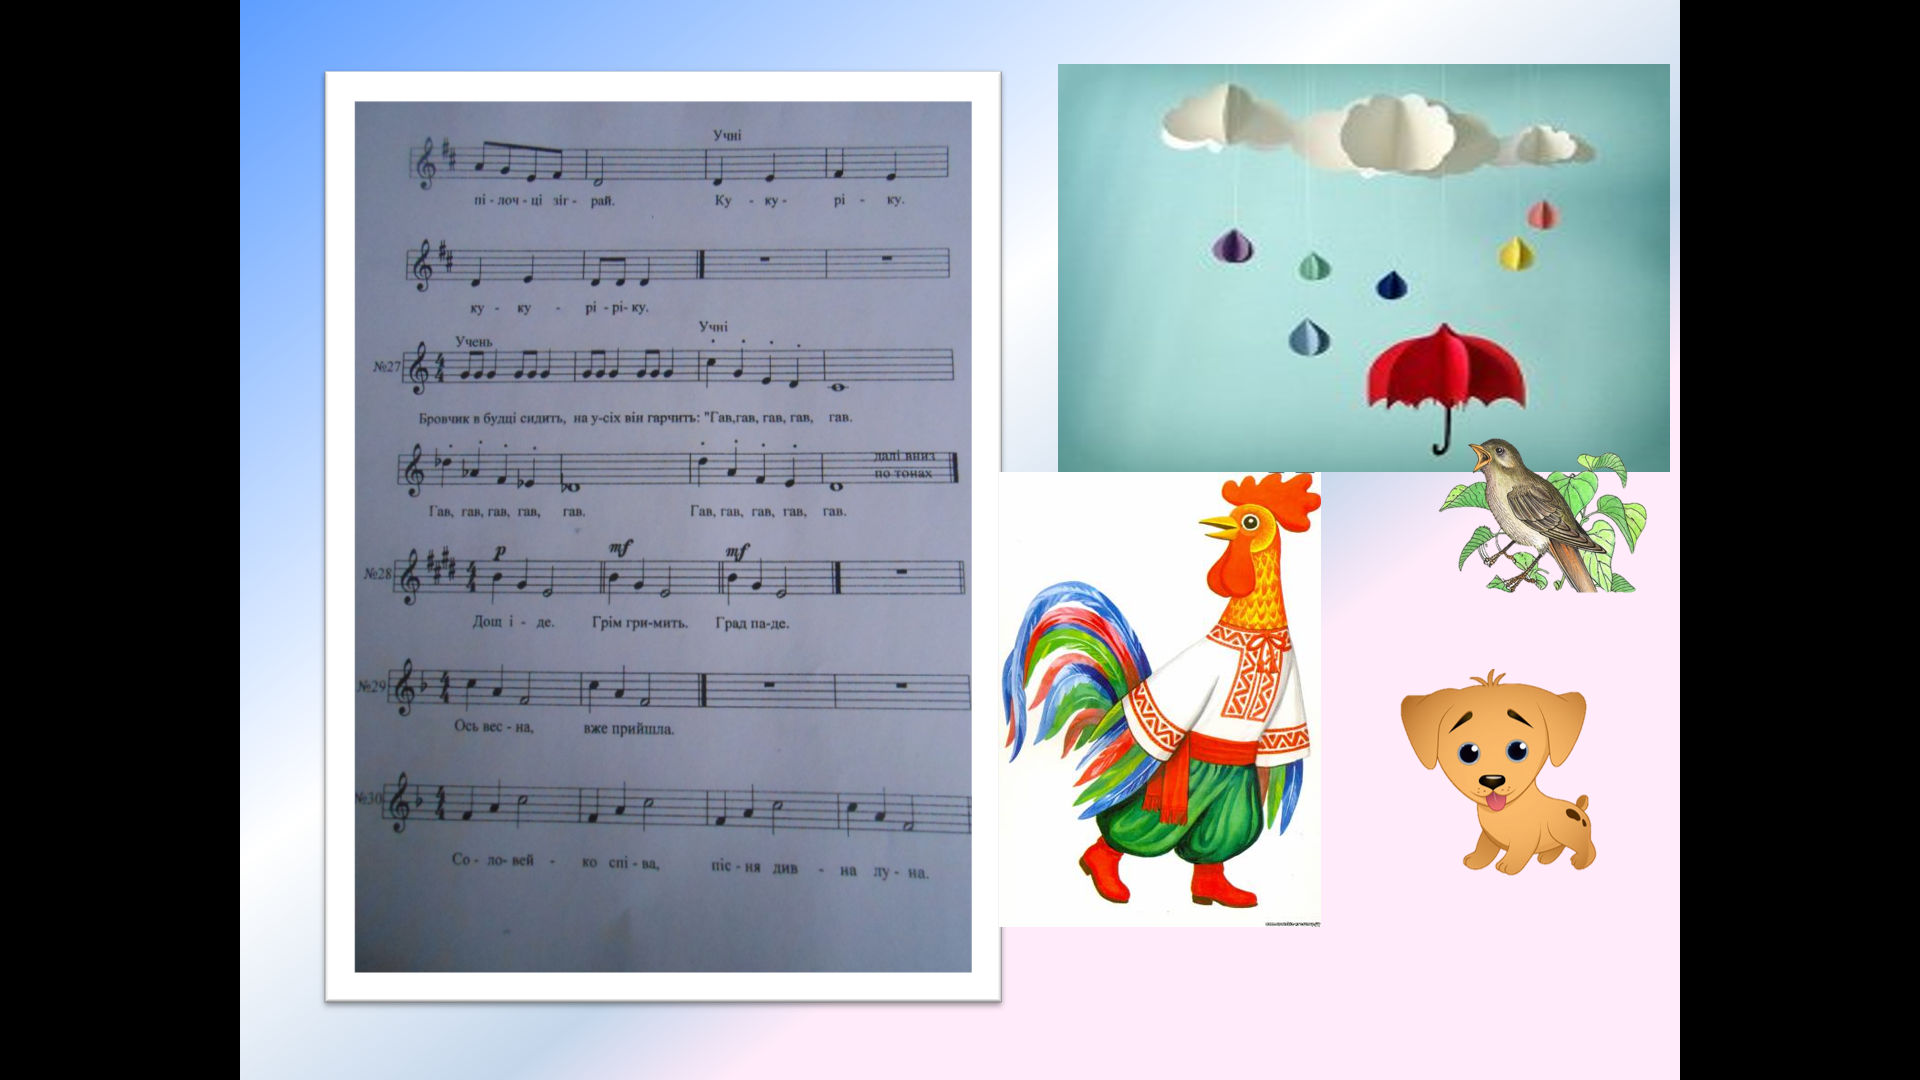 Учні
пі - лоч - ці зіг - рай. Ку - ку - рі - ку.
ку - ку - рі - рі- ку.
Учні
Учень
№27
Бровчик в будці сидить, на у-сіх він гарчить: "Гав,гав, гав, гав, гав.
далі вниз
по тонах
Гав, гав, гав, гав, гав. Гав, гав, гав, гав, гав.
p mf mf
№28
Дощ і - де. Грім гри-мить. Град па-де.
№29
Ось вес - на, вже прийшла.
№30
Со - ло- вей - ко спі - ва, піс - ня див - на лу - на.